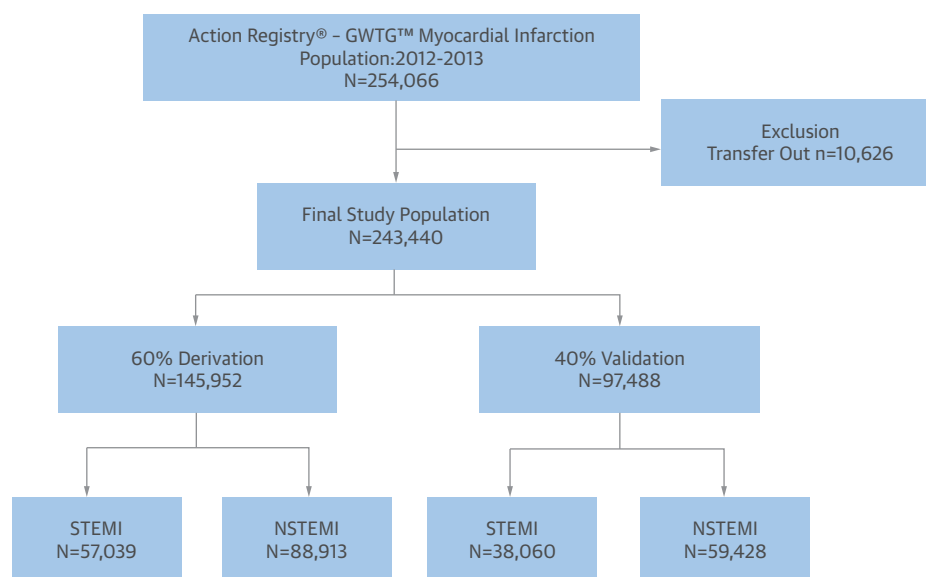 Action Registry® - GWTG™ Myocardial Infarction
Population:2012-2013
N=254,066
Exclusion
Transfer Out n=10,626
Final Study Population
N=243,440
60% Derivation
N=145,952
40% Validation
N=97,488
STEMI
N=57,039
NSTEMI
N=88,913
STEMI
N=38,060
NSTEMI
N=59,428